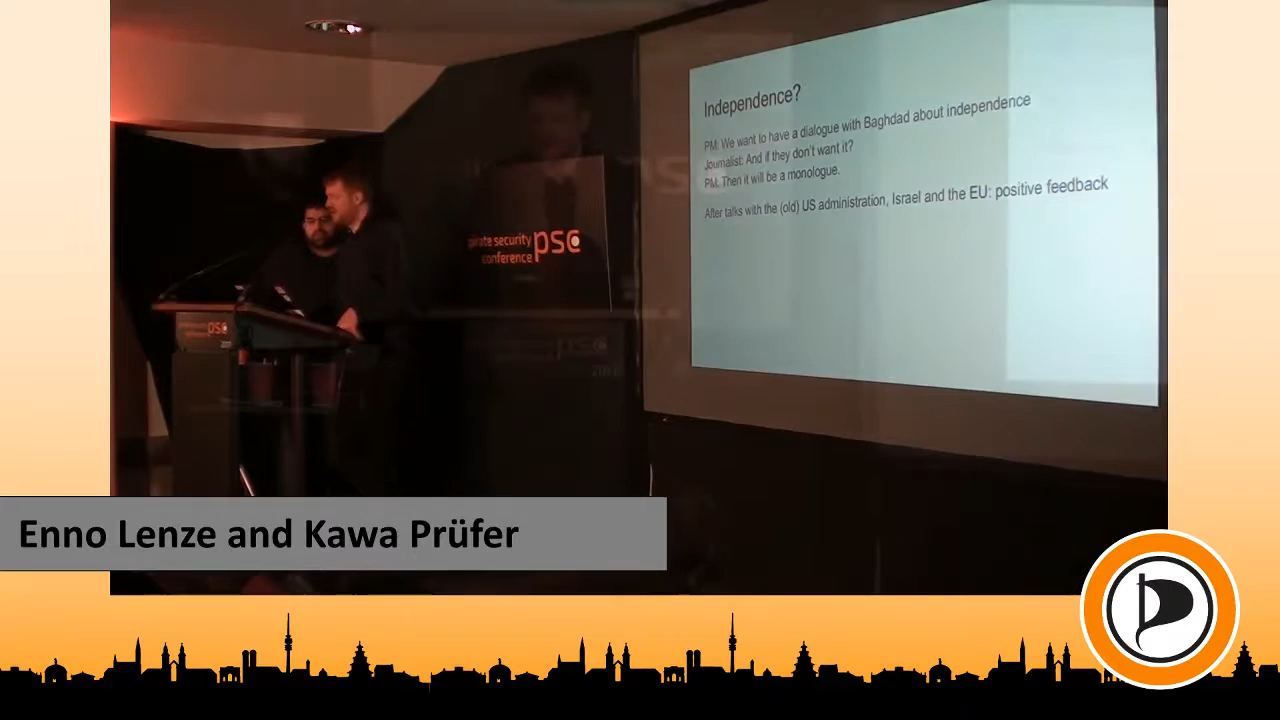 Independence?
PM: We want to have a dialogue with Baghdad about independence
Journalist: And if they don't want it?
PM: Then it will be a monologue.
After talks with the (old) US administration, Israel and the EU: positive feedback
pirate security psc
conference
psc
psc
Enno Lenze and Kawa Prüfer